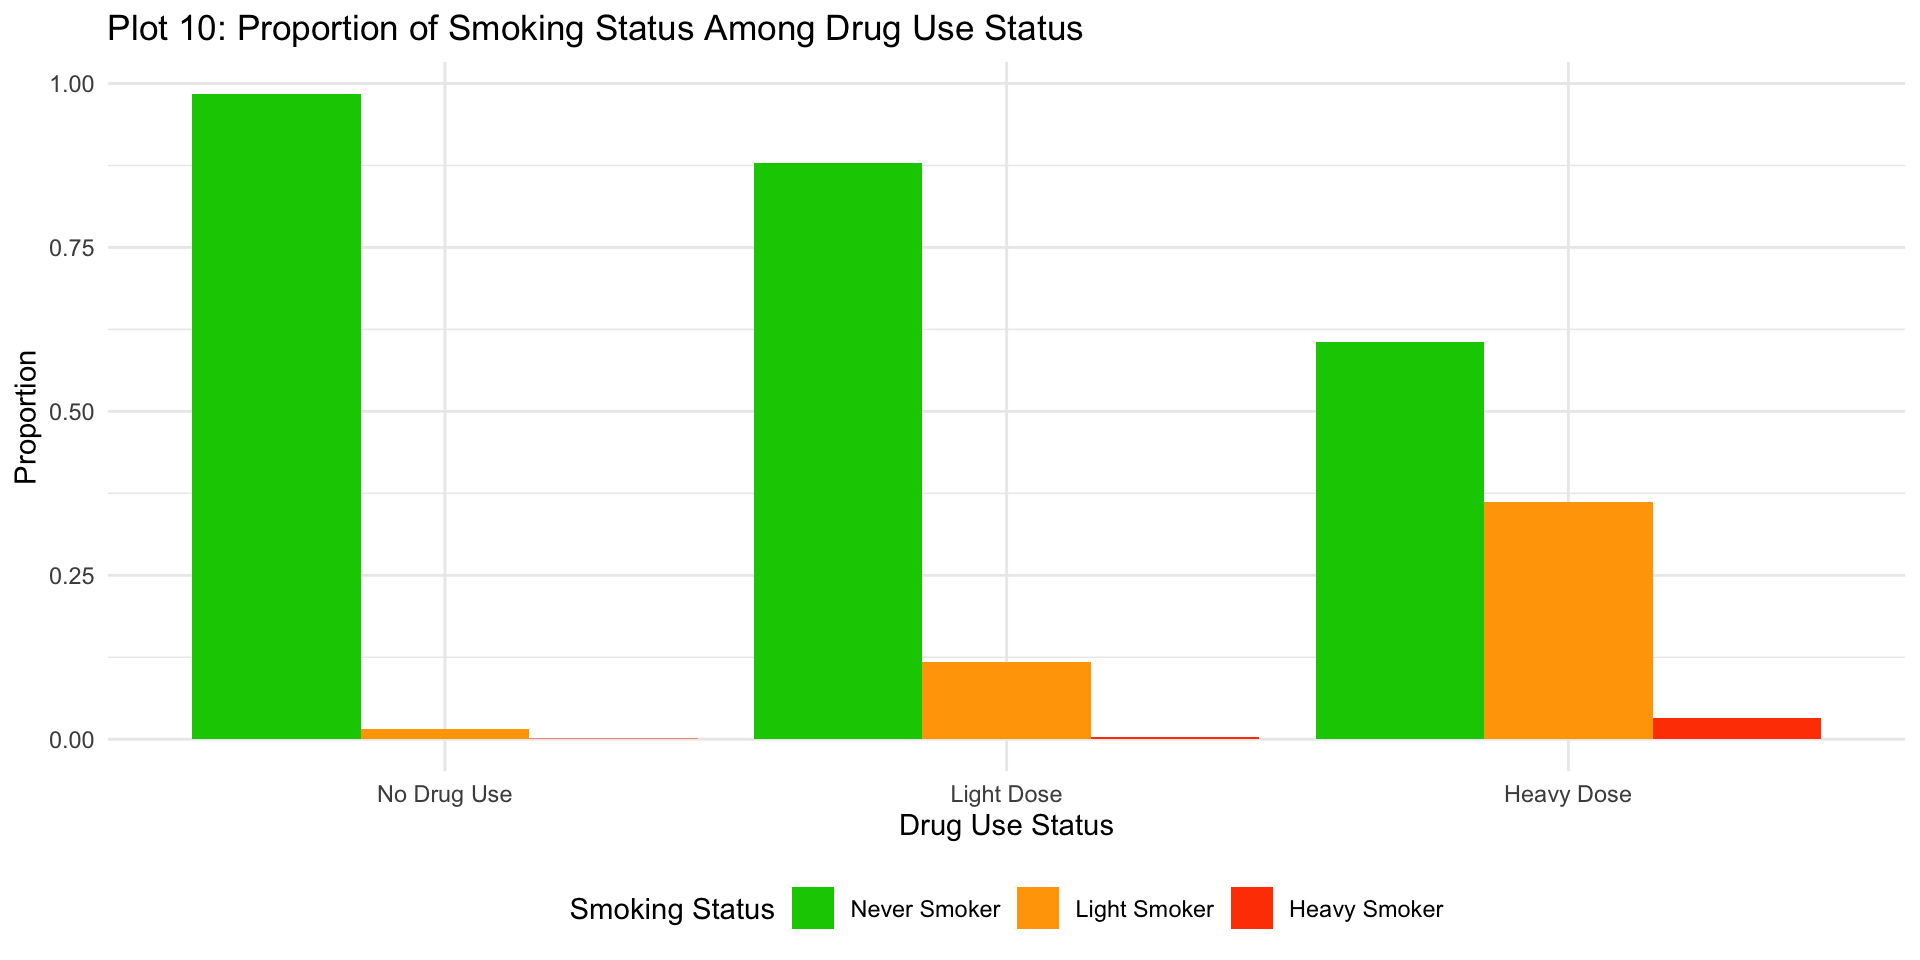 Plot 10: Proportion of Smoking Status Among Drug Use Status
Proportion
1.00
0.75
0.50
0.25
0.00
No Drug Use Light Dose Heavy Dose
Drug Use Status
Smoking Status Never Smoker Light Smoker Heavy Smoker